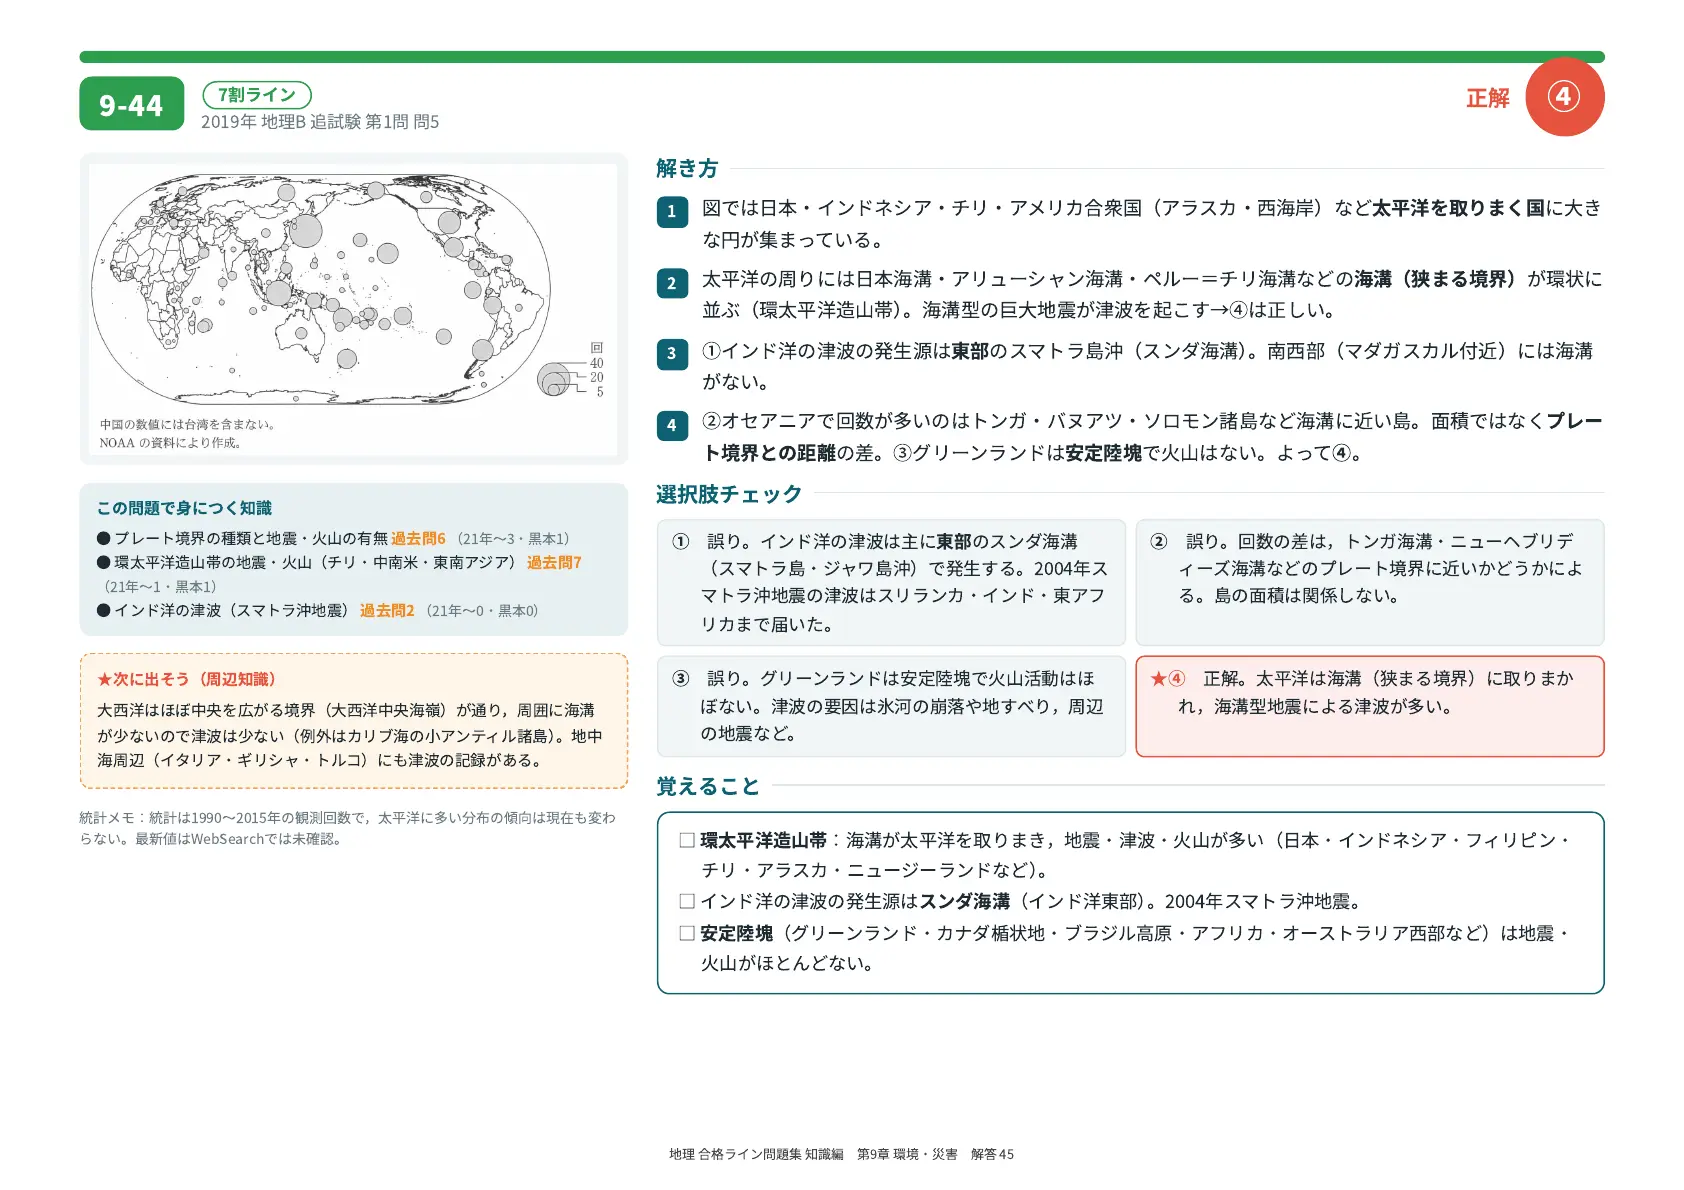 9-44
7割ライン
2019年 地理B 追試験 第1問 問5
正解
④
回
40
20
5
中国の数値には台湾を含まない。
NOAA の資料により作成。
この問題で身につく知識
● プレート境界の種類と地震・火山の有無 過去問6 （21年〜3・黒本1）
● 環太平洋造山帯の地震・火山（チリ・中南米・東南アジア） 過去問7
（21年〜1・黒本1）
● インド洋の津波（スマトラ沖地震） 過去問2 （21年〜0・黒本0）
★次に出そう（周辺知識）
大西洋はほぼ中央を広がる境界（大西洋中央海嶺）が通り，周囲に海溝
が少ないので津波は少ない（例外はカリブ海の小アンティル諸島）。地中
海周辺（イタリア・ギリシャ・トルコ）にも津波の記録がある。
統計メモ：統計は1990〜2015年の観測回数で，太平洋に多い分布の傾向は現在も変わ
らない。最新値はWebSearchでは未確認。
解き方
1 図では日本・インドネシア・チリ・アメリカ合衆国（アラスカ・西海岸）など太平洋を取りまく国に大き
な円が集まっている。
2 太平洋の周りには日本海溝・アリューシャン海溝・ペルー＝チリ海溝などの海溝（狭まる境界）が環状に
並ぶ（環太平洋造山帯）。海溝型の巨大地震が津波を起こす→④は正しい。
3 ①インド洋の津波の発生源は東部のスマトラ島沖（スンダ海溝）。南西部（マダガスカル付近）には海溝
がない。
4 ②オセアニアで回数が多いのはトンガ・バヌアツ・ソロモン諸島など海溝に近い島。面積ではなくプレー
ト境界との距離の差。③グリーンランドは安定陸塊で火山はない。よって④。
選択肢チェック
① 誤り。インド洋の津波は主に東部のスンダ海溝
（スマトラ島・ジャワ島沖）で発生する。2004年ス
マトラ沖地震の津波はスリランカ・インド・東アフ
リカまで届いた。
② 誤り。回数の差は，トンガ海溝・ニューヘブリデ
ィーズ海溝などのプレート境界に近いかどうかによ
る。島の面積は関係しない。
③ 誤り。グリーンランドは安定陸塊で火山活動はほ
ぼない。津波の要因は氷河の崩落や地すべり，周辺
の地震など。
★④ 正解。太平洋は海溝（狭まる境界）に取りまか
れ，海溝型地震による津波が多い。
覚えること
□ 環太平洋造山帯：海溝が太平洋を取りまき，地震・津波・火山が多い（日本・インドネシア・フィリピン・
チリ・アラスカ・ニュージーランドなど）。
□ インド洋の津波の発生源はスンダ海溝（インド洋東部）。2004年スマトラ沖地震。
□ 安定陸塊（グリーンランド・カナダ楯状地・ブラジル高原・アフリカ・オーストラリア西部など）は地震・
火山がほとんどない。
地理 合格ライン問題集 知識編 第9章 環境・災害 解答 45